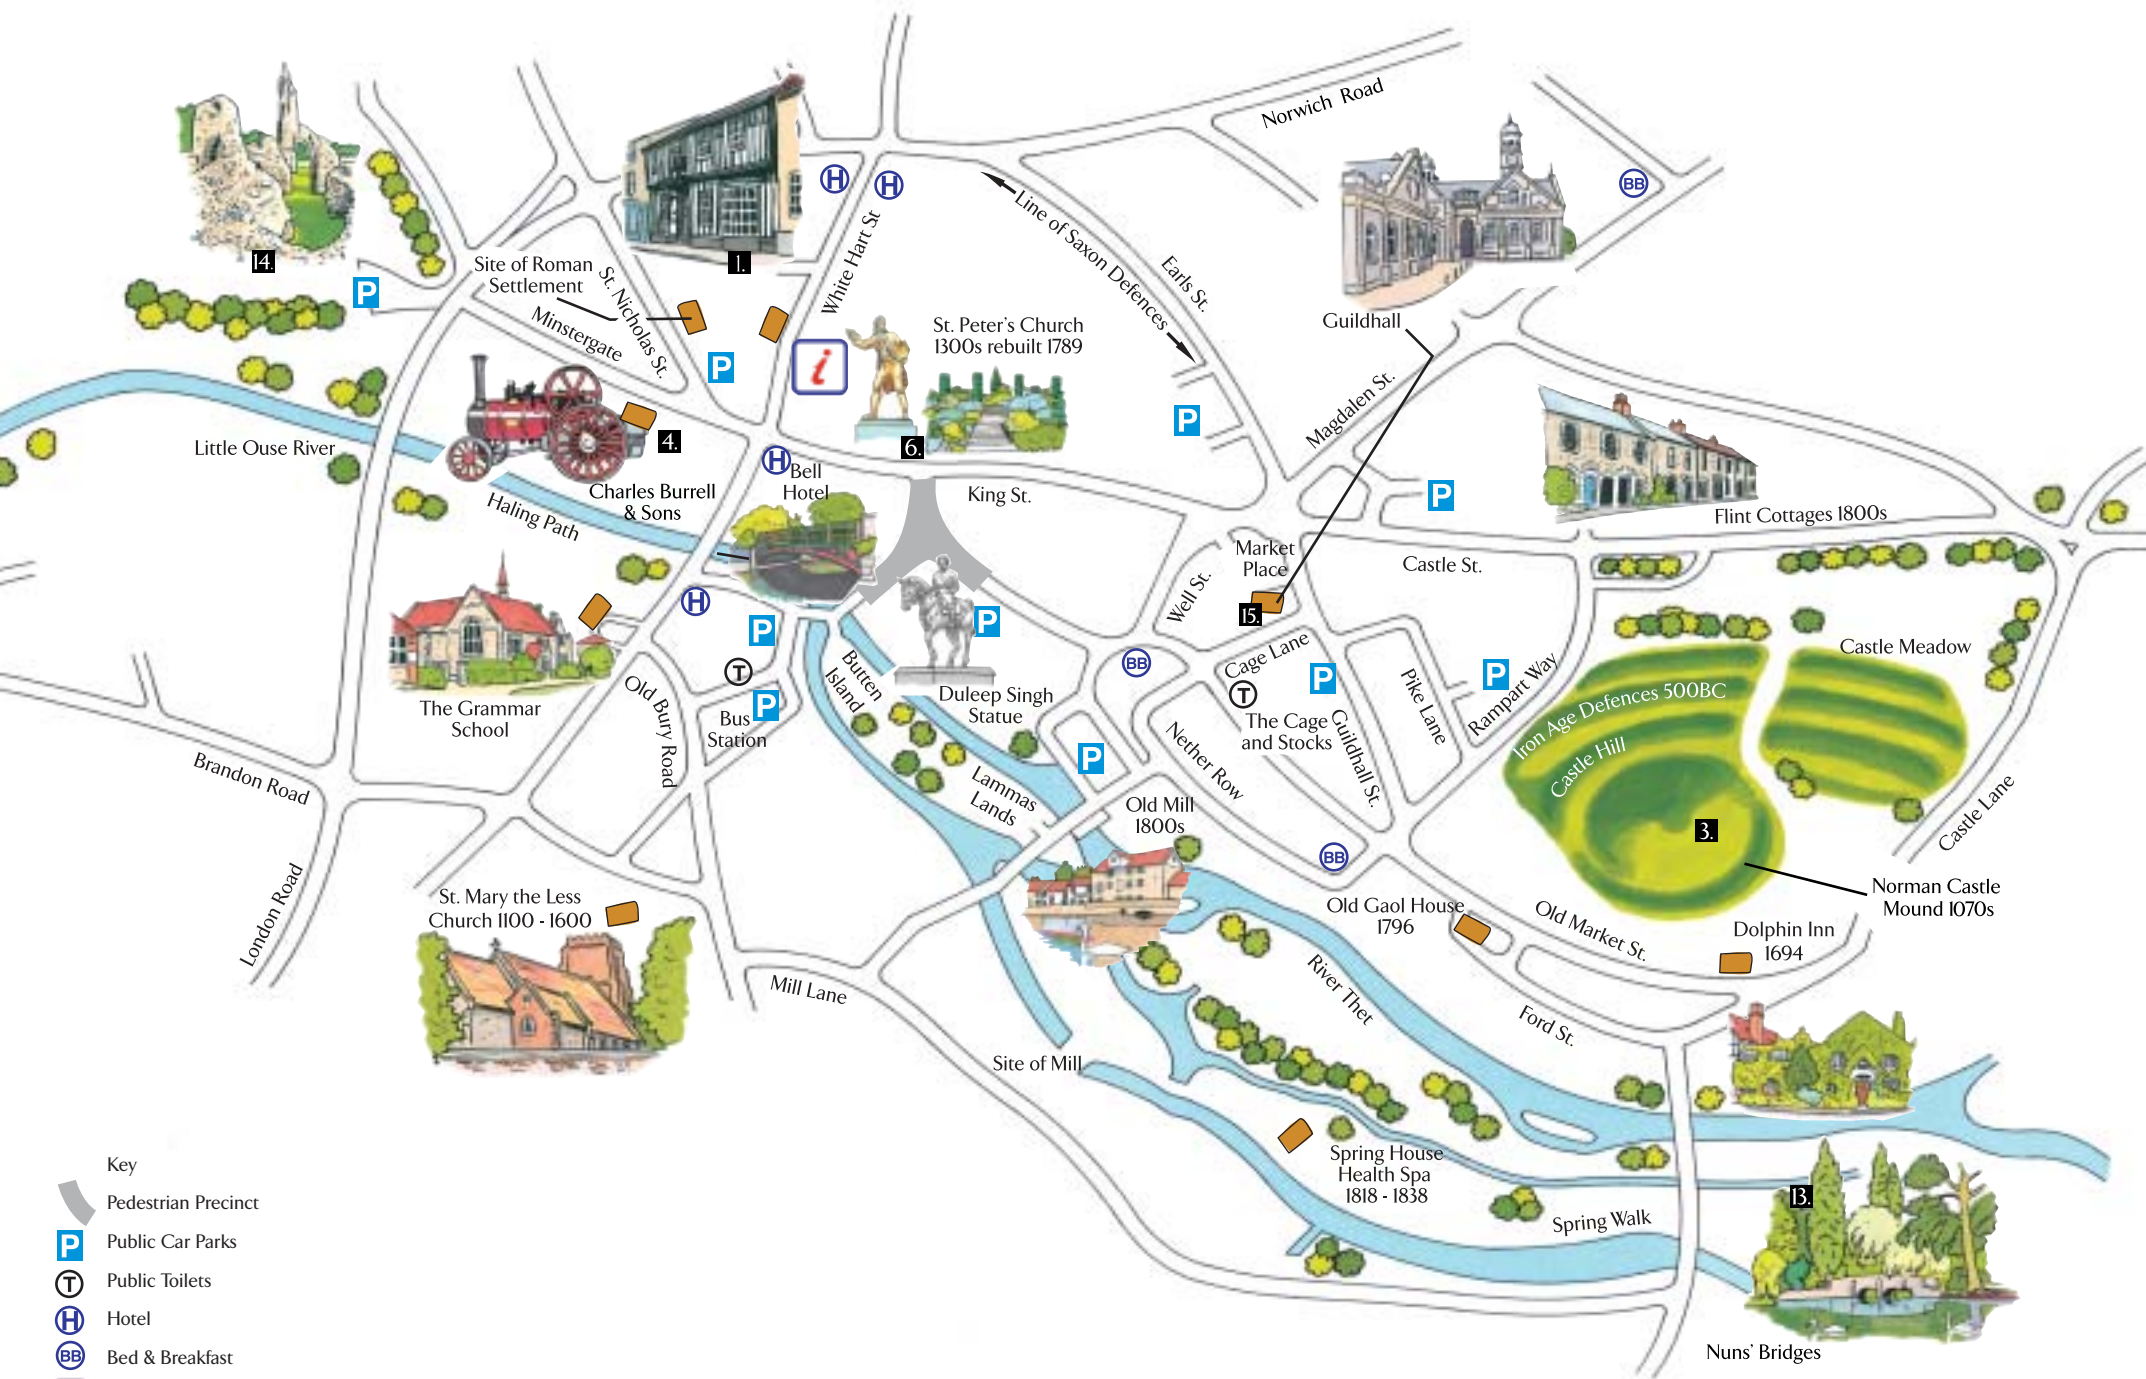 Norwich Road
14.
1.
H
H
BB
Line of Saxon Defences
Earls St.
White Hart St
Site of Roman
Settlement
St. Nicholas St.
Minstergate
P
P
i
St. Peter's Church
1300s rebuilt 1789
6.
Guildhall
Magdalen St.
P
Little Ouse River
4.
Charles Burrell
& Sons
Haling Path
H
Bell
Hotel
King St.
P
Flint Cottages 1800s
Market
Place
Castle St.
Well St.
15.
H
P
P
T
P
Bus
Station
The Grammar
School
Old Bury Road
Butten
Island
Duleep Singh
Statue
BB
Cage Lane
T
The Cage
and Stocks
P
Guildhall St.
Pike Lane
P
Rampart Way
Castle Meadow
Iron Age Defences 500BC
Castle Hill
3.
Norman Castle
Mound 1070s
Castle Lane
Brandon Road
London Road
Lammas
Lands
P
Nether Row
Old Mill
1800s
BB
St. Mary the Less
Church 1100 - 1600
Mill Lane
Old Gaol House
1796
Old Market St.
Dolphin Inn
1694
River Thet
Ford St.
Site of Mill
Spring House
Health Spa
1818 - 1838
Spring Walk
13.
Nuns' Bridges
Key
Pedestrian Precinct
P Public Car Parks
T Public Toilets
H Hotel
BB Bed & Breakfast